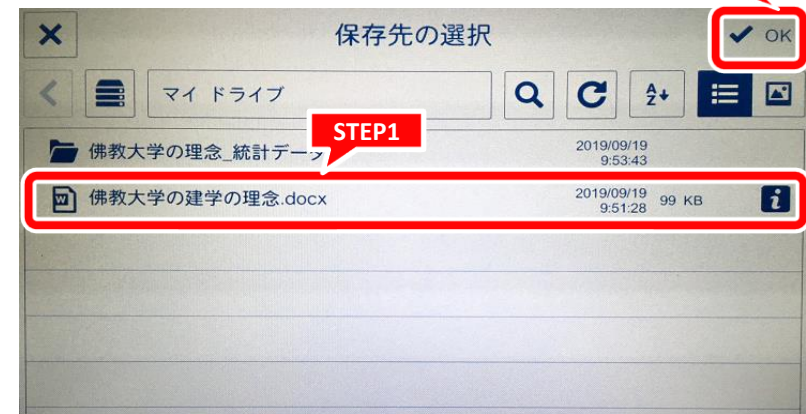 保存先の選択
OK
マイ ドライブ
A
Z
STEP1
佛教大学の理念_統計データ
2019/09/19
9:53:43
W
佛教大学の建学の理念.docx
2019/09/19
9:51:28
99 KB
i